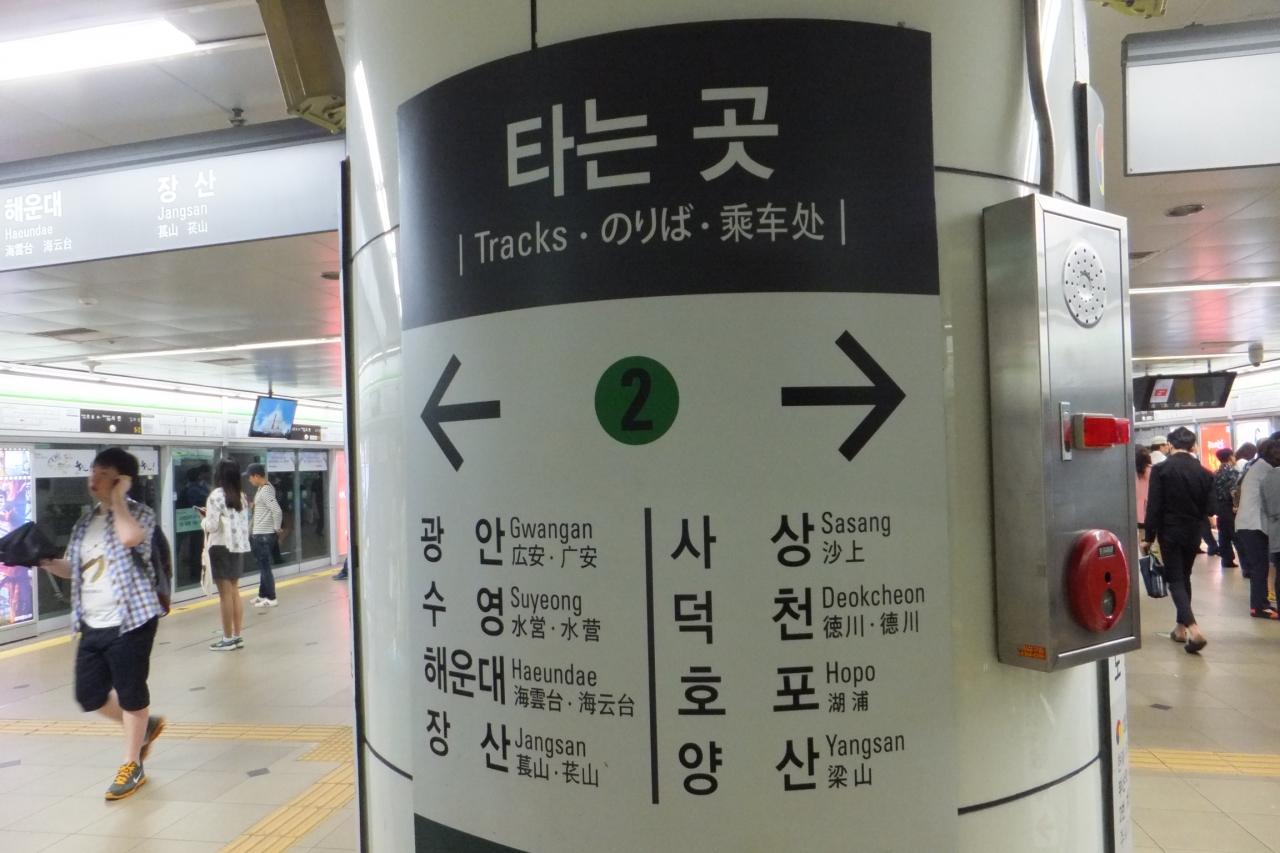 타는 곳
| Tracks · のりば · 乘车处 |
2
광 안 Gwangan
広安 · 广安
수 영 Suyeong
水営 · 水营
해운대 Haeundae
海雲台 · 海云台
장 산 Jangsan
萇山 · 苌山
사 상 Sasang
沙上
덕 천 Deokcheon
徳川 · 德川
호 포 Hopo
湖浦
양 산 Yangsan
梁山
해운대
Haeundae
海雲台 海云台
장 산
Jangsan
萇山 苌山